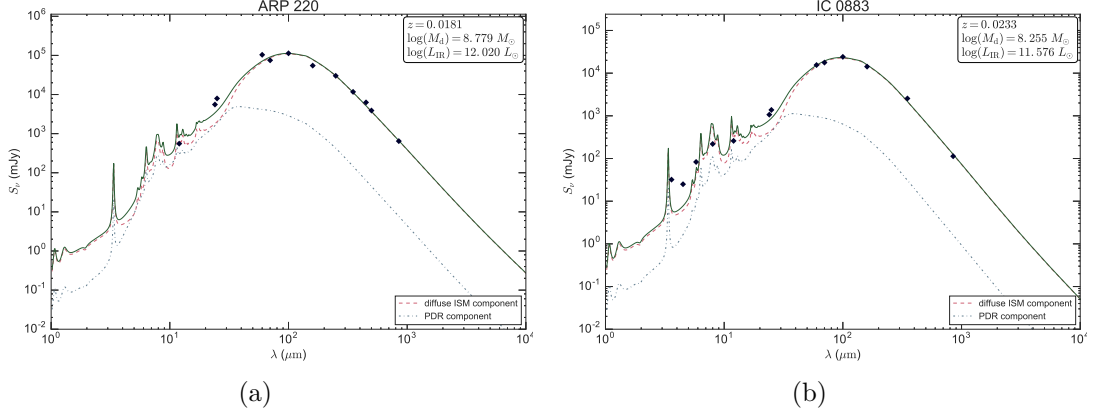 ARP 220
z = 0.0181
log(M_d) = 8.779 M_⊙
log(L_IR) = 12.020 L_⊙
10^6
10^5
10^4
10^3
10^2
10^1
10^0
10^-1
10^-2
S_ν (mJy)
diffuse ISM component
PDR component
10^0 10^1 10^2 10^3 10^4
λ (μm)
(a)
IC 0883
z = 0.0233
log(M_d) = 8.255 M_⊙
log(L_IR) = 11.576 L_⊙
10^5
10^4
10^3
10^2
10^1
10^0
10^-1
10^-2
S_ν (mJy)
diffuse ISM component
PDR component
10^0 10^1 10^2 10^3 10^4
λ (μm)
(b)